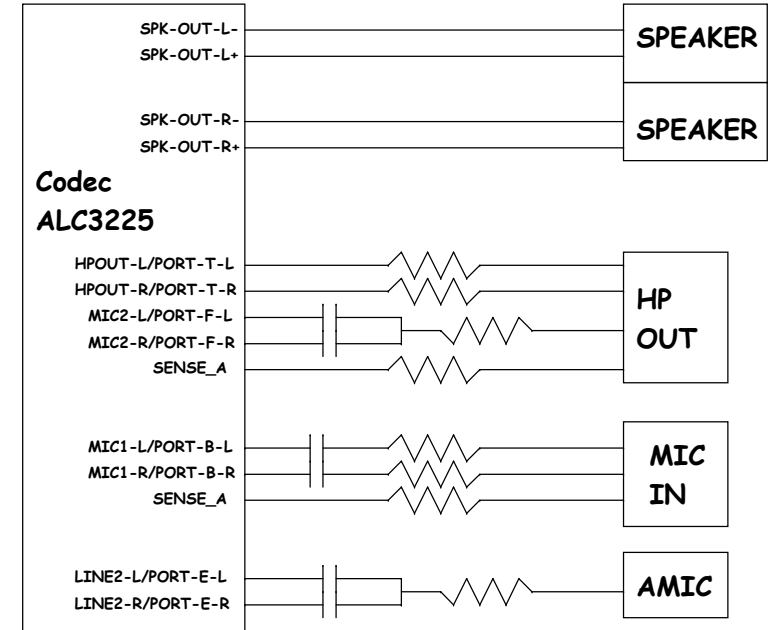 SPK-OUT-L-
SPK-OUT-L+
SPEAKER
SPK-OUT-R-
SPK-OUT-R+
SPEAKER
Codec
ALC3225
HPOUT-L/PORT-T-L
HPOUT-R/PORT-T-R
MIC2-L/PORT-F-L
MIC2-R/PORT-F-R
SENSE_A
HP
OUT
MIC1-L/PORT-B-L
MIC1-R/PORT-B-R
SENSE_A
MIC
IN
LINE2-L/PORT-E-L
LINE2-R/PORT-E-R
AMIC